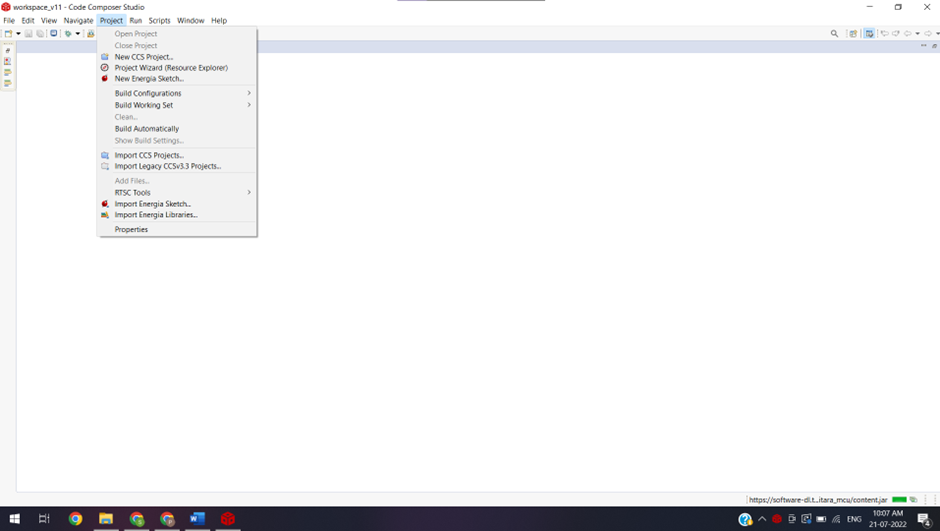 workspace_v11 - Code Composer Studio
File Edit View Navigate Project Run Scripts Window Help
Open Project
Close Project
New CCS Project...
Project Wizard (Resource Explorer)
New Energia Sketch...
Build Configurations
Build Working Set
Clean...
Build Automatically
Show Build Settings...
Import CCS Projects...
Import Legacy CCSv3.3 Projects...
Add Files...
RTSC Tools
Import Energia Sketch...
Import Energia Libraries...
Properties
https://software-dl.t...itara_mcu/content.jar
ENG
10:07 AM
21-07-2022